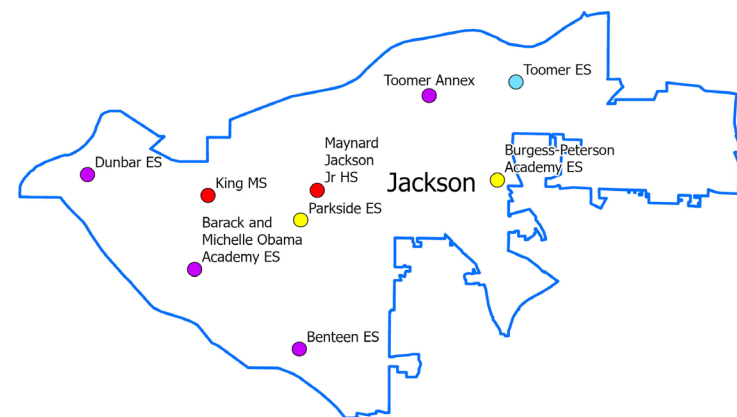 Toomer ES
Toomer Annex
Burgess-Peterson
Academy ES
Maynard
Jackson
Jr HS
Dunbar ES
King MS
Jackson
Parkside ES
Barack and
Michelle Obama
Academy ES
Benteen ES